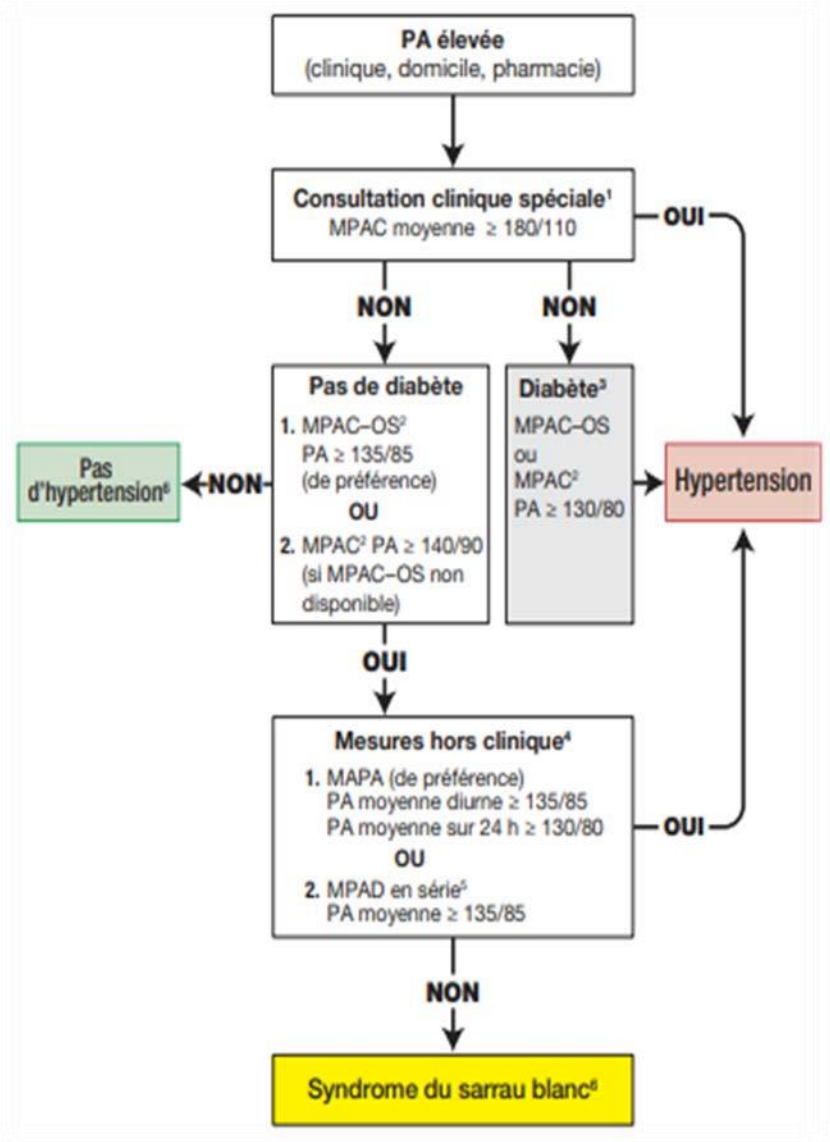 PA élevée
(clinique, domicile, pharmacie)
Consultation clinique spéciale¹
MPAC moyenne ≥ 180/110
OUI
NON
NON
Pas de diabète
1. MPAC–OS²
PA ≥ 135/85
(de préférence)
OU
2. MPAC² PA ≥ 140/90
(si MPAC–OS non
disponible)
Diabète³
MPAC–OS
ou
MPAC²
PA ≥ 130/80
Hypertension
NON
Pas
d'hypertension⁶
OUI
Mesures hors clinique⁴
1. MAPA (de préférence)
PA moyenne diurne ≥ 135/85
PA moyenne sur 24 h ≥ 130/80
OU
2. MPAD en série⁵
PA moyenne ≥ 135/85
OUI
NON
Syndrome du sarrau blanc⁶